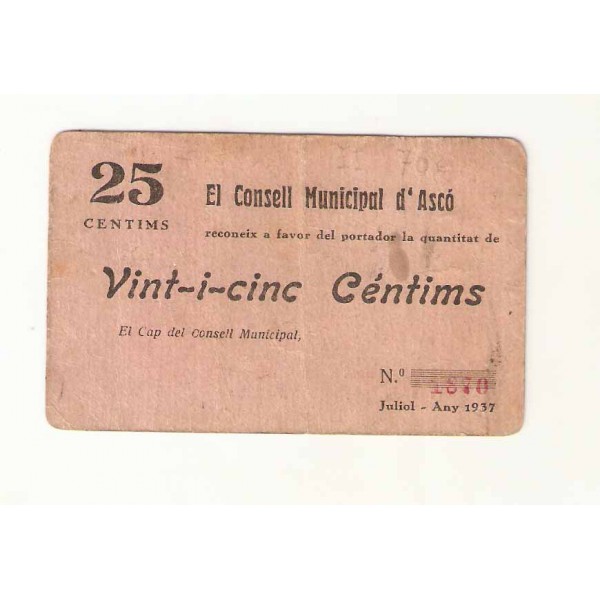 25
CENTIMS
El Consell Municipal d'Ascó
reconeix a favor del portador la quantitat de
Vint-i-cinc Céntims
El Cap del Consell Municipal,
N.º 1870
Juliol - Any 1937